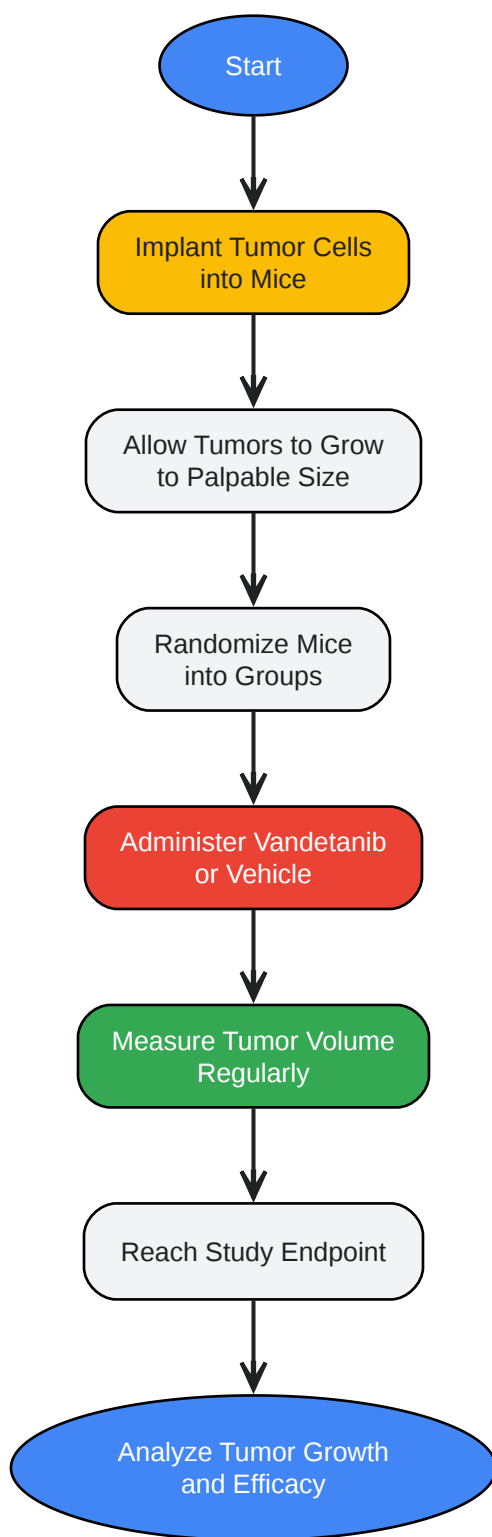 Start
Implant Tumor Cells
into Mice
Allow Tumors to Grow
to Palpable Size
Randomize Mice
into Groups
Administer Vandetanib
or Vehicle
Measure Tumor Volume
Regularly
Reach Study Endpoint
Analyze Tumor Growth
and Efficacy